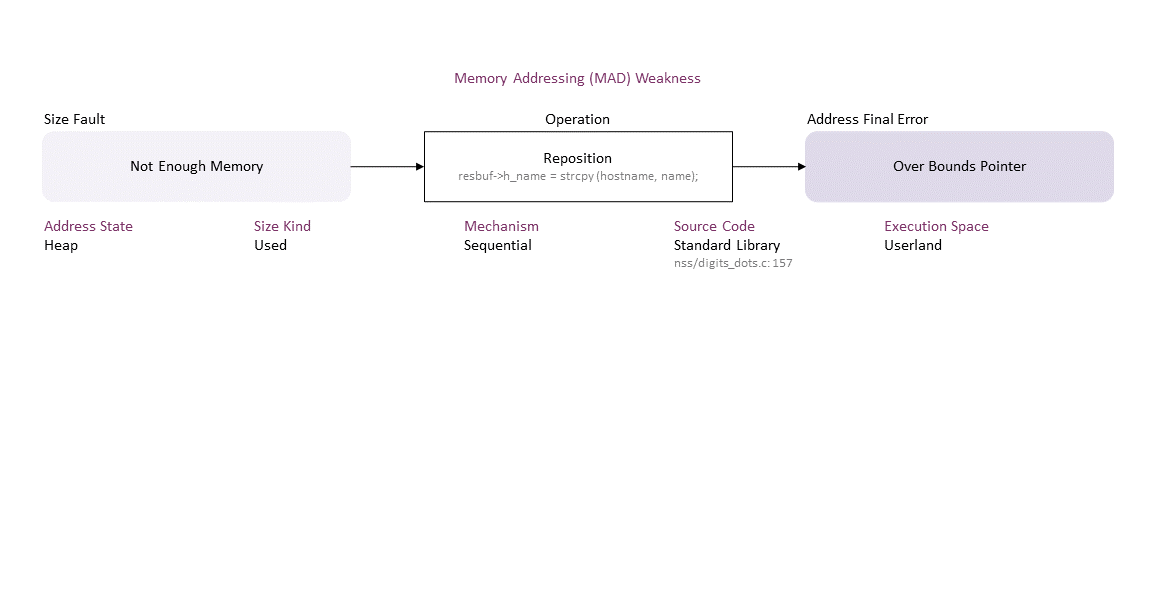 Memory Addressing (MAD) Weakness
Size Fault
Operation
Address Final Error
Not Enough Memory
Reposition
resbuf->h_name = strcpy (hostname, name);
Over Bounds Pointer
Address State
Size Kind
Mechanism
Source Code
Execution Space
Heap
Used
Sequential
Standard Library
Userland
nss/digits_dots.c:157